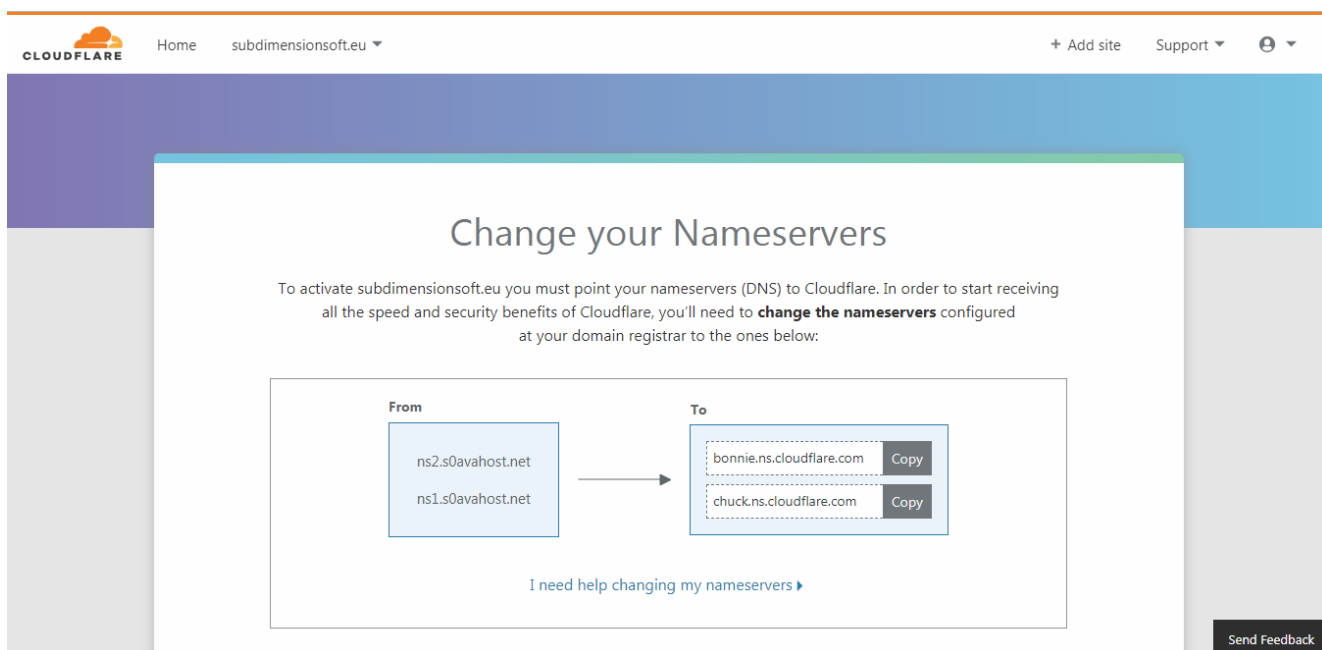 CLOUDFLARE
Home
subdimensionsoft.eu
+ Add site
Support
Change your Nameservers
To activate subdimensionsoft.eu you must point your nameservers (DNS) to Cloudflare. In order to start receiving
all the speed and security benefits of Cloudflare, you'll need to change the nameservers configured
at your domain registrar to the ones below:
From
ns2.s0avahost.net
ns1.s0avahost.net
To
bonnie.ns.cloudflare.com
Copy
chuck.ns.cloudflare.com
Copy
I need help changing my nameservers
Send Feedback